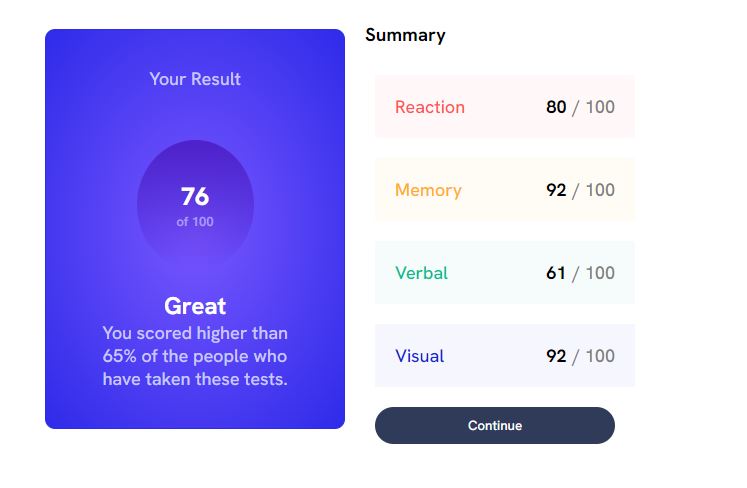 Your Result
76
of 100
Great
You scored higher than
65% of the people who
have taken these tests.
Summary
Reaction 80 / 100
Memory 92 / 100
Verbal 61 / 100
Visual 92 / 100
Continue